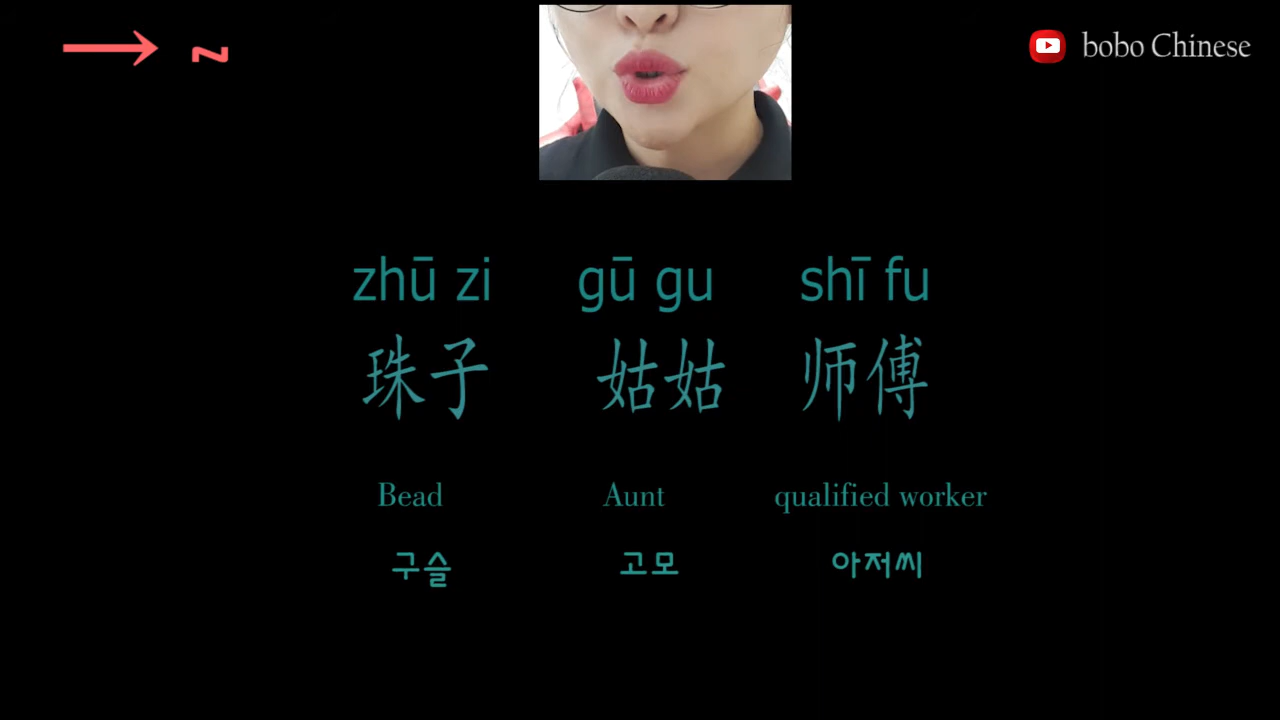 bobo Chinese
zhū zi gū gu shī fu
珠子 姑姑 师傅
Bead Aunt qualified worker
구슬 고모 아저씨